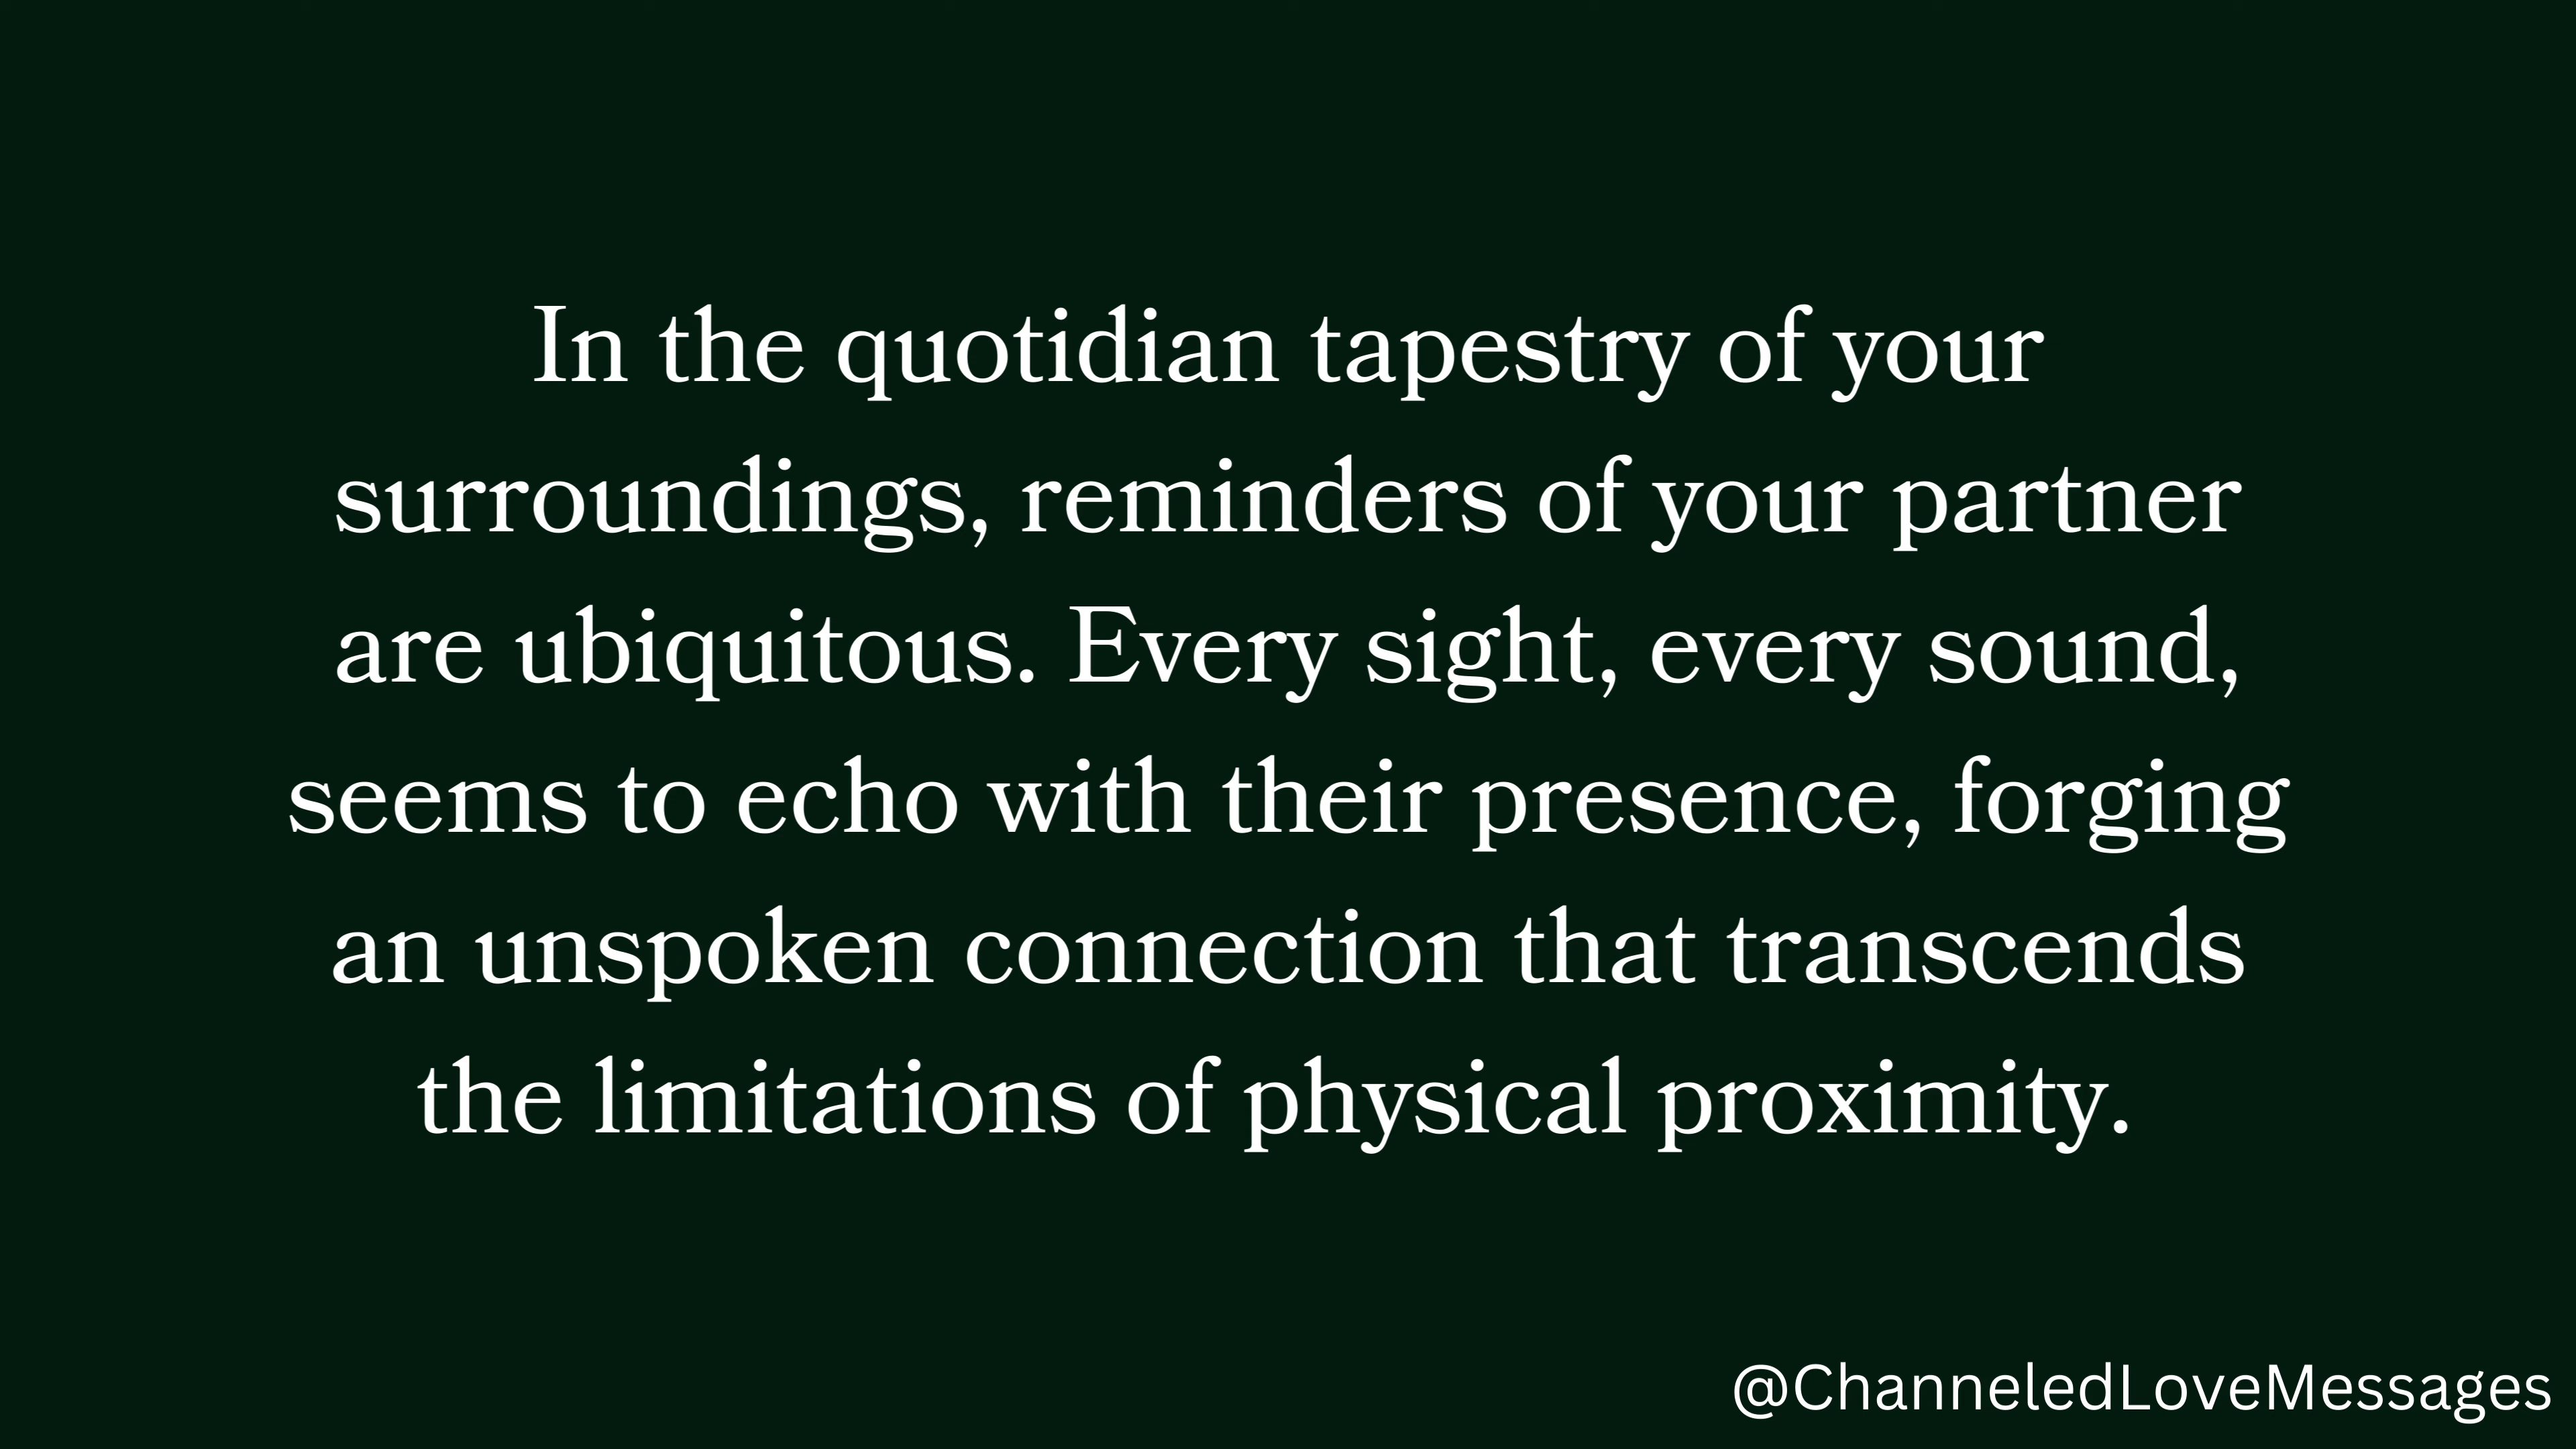 In the quotidian tapestry of your
surroundings, reminders of your partner
are ubiquitous. Every sight, every sound,
seems to echo with their presence, forging
an unspoken connection that transcends
the limitations of physical proximity.
@ChanneledLoveMessages